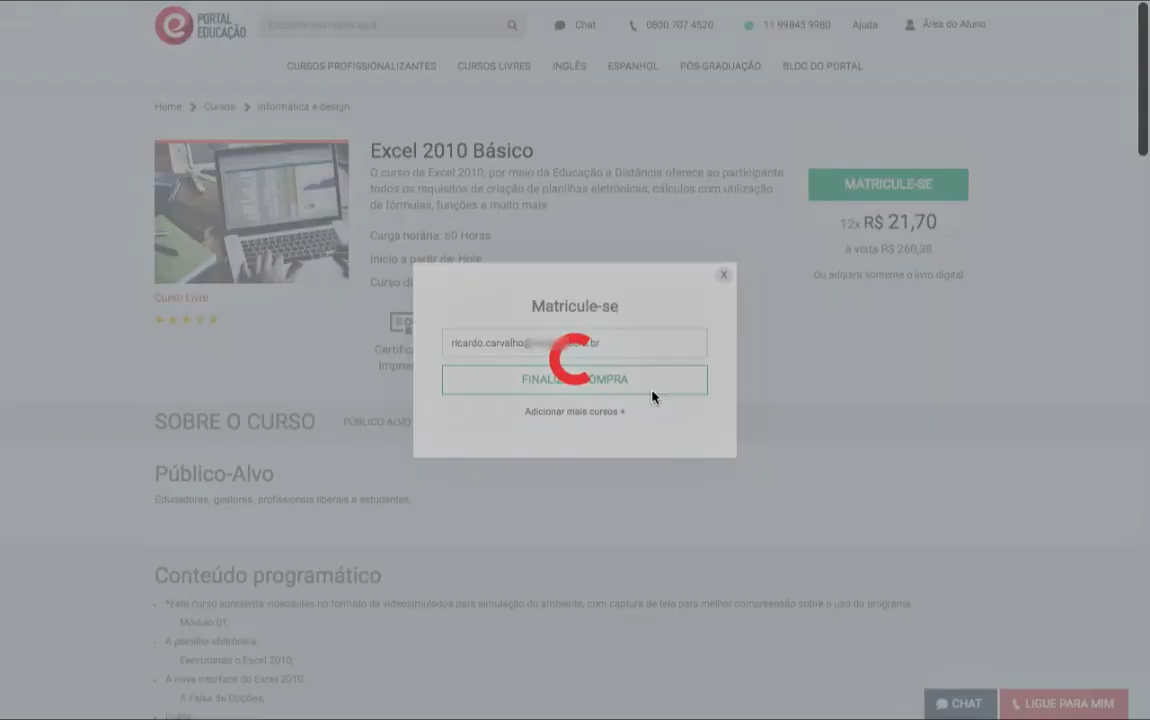 PORTAL
EDUCAÇÃO
Chat
0800 707 4520
11 99845 9980
Ajuda
Área do Aluno
CURSOS PROFISSIONALIZANTES
CURSOS LIVRES
INGLÊS
ESPANHOL
PÓS-GRADUAÇÃO
BLOG DO PORTAL
Home
Cursos
Informática e design
Excel 2010 Básico
O curso de Excel 2010, por meio da Educação a Distância oferece ao participante
todos os requisitos de criação de planilhas eletrônicas, cálculos com utilização
de fórmulas, funções e muito mais.
Carga horária: 60 Horas
Início a partir de: Hoje
Curso
MATRICULE-SE
12x R$ 21,70
à vista R$ 260,38
Ou adquira somente o livro digital
Curso Livre
X
Matricule-se
ricardo.carvalho
.br
COMPRA
Adicionar mais cursos +
SOBRE O CURSO
PÚBLICO ALVO
Público-Alvo
Educadores, gestores, profissionais liberais e estudantes.
Conteúdo programático
*Este curso apresenta videoaulas no formato de videosimulados para simulação do ambiente, com captura de tela para melhor compreensão sobre o uso do programa.
Módulo 01
A planilha eletrônica
Executando o Excel 2010;
A nova interface do Excel 2010
A Faixa de Opções;
CHAT
LIGUE PARA MIM